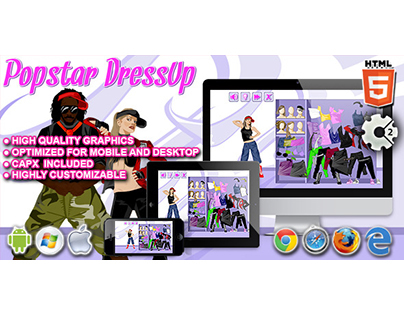 Popstar DressUp
HTML
5
2
• HIGH QUALITY GRAPHICS
• OPTIMIZED FOR MOBILE AND DESKTOP
• CAPX INCLUDED
• HIGHLY CUSTOMIZABLE